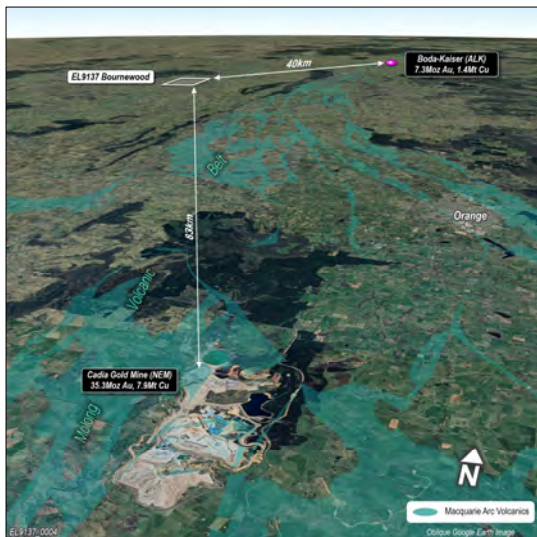 40km
Boda-Kaiser (ALK)
7.3Moz Au, 1.4Mt Cu
EL9137 Bournewood
Belt
Orange
83km
Volcanic
Cadia Gold Mine (NEM)
35.3Moz Au, 7.9Mt Cu
Molong
N
Macquarie Arc Volcanics
EL9137_0004
Oblique Google Earth Image